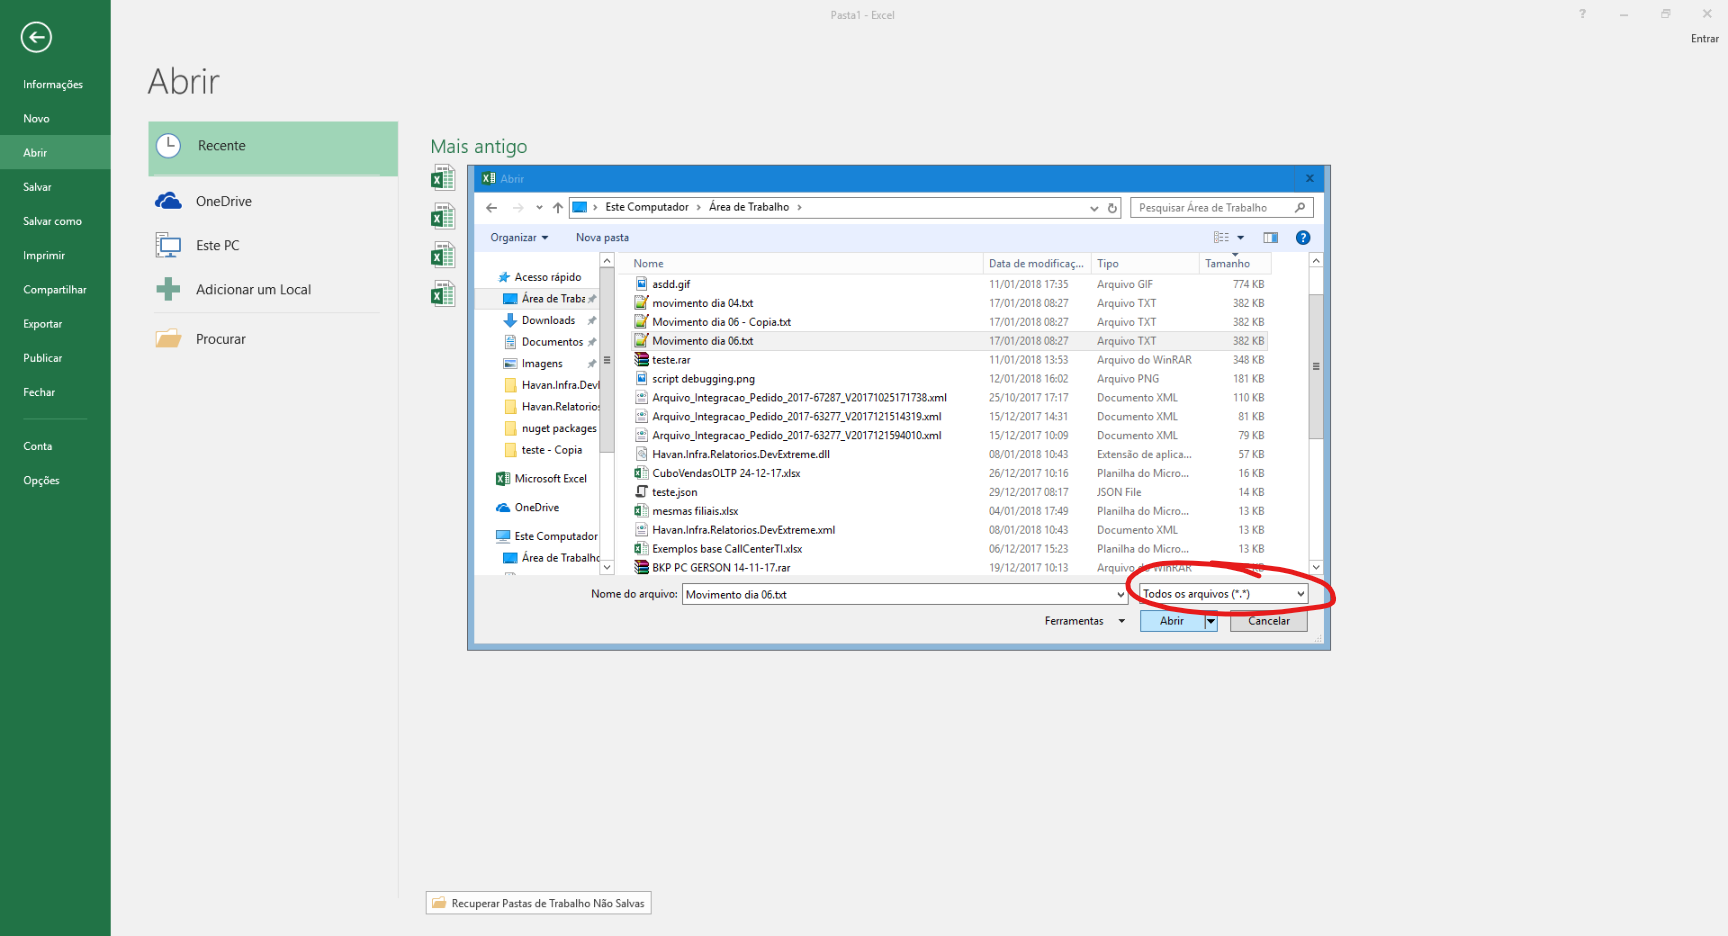 Pasta1 - Excel
?
Entrar
Informações
Novo
Abrir
Salvar
Salvar como
Imprimir
Compartilhar
Exportar
Publicar
Fechar
Conta
Opções
Abrir
Recente
OneDrive
Este PC
Adicionar um Local
Procurar
Mais antigo
Abrir
Este Computador > Área de Trabalho >
Pesquisar Área de Trabalho
Organizar
Nova pasta
Acesso rápido
Área de Traba
Downloads
Documentos
Imagens
Havan.Infra.Devl
Havan.Relatorios
nuget packages
teste - Copia
Microsoft Excel
OneDrive
Este Computador
Área de Trabalho
Nome Data de modificaç... Tipo Tamanho
asdd.gif 11/01/2018 17:35 Arquivo GIF 774 KB
movimento dia 04.txt 17/01/2018 08:27 Arquivo TXT 382 KB
Movimento dia 06 - Copia.txt 17/01/2018 08:27 Arquivo TXT 382 KB
Movimento dia 06.txt 17/01/2018 08:27 Arquivo TXT 382 KB
teste.rar 11/01/2018 13:53 Arquivo do WinRAR 348 KB
script debugging.png 12/01/2018 16:02 Arquivo PNG 181 KB
Arquivo_Integracao_Pedido_2017-67287_V20171025171738.xml 25/10/2017 17:17 Documento XML 110 KB
Arquivo_Integracao_Pedido_2017-63277_V2017121514319.xml 15/12/2017 14:31 Documento XML 81 KB
Arquivo_Integracao_Pedido_2017-63277_V2017121594010.xml 15/12/2017 10:09 Documento XML 79 KB
Havan.Infra.Relatorios.DevExtreme.dll 08/01/2018 10:43 Extensão de aplica... 57 KB
CuboVendasOLTP 24-12-17.xlsx 26/12/2017 10:16 Planilha do Micro... 16 KB
teste.json 29/12/2017 08:17 JSON File 14 KB
mesmas filiais.xlsx 04/01/2018 17:49 Planilha do Micro... 13 KB
Havan.Infra.Relatorios.DevExtreme.xml 08/01/2018 10:43 Documento XML 13 KB
Exemplos base CallCenterTI.xlsx 06/12/2017 15:23 Planilha do Micro... 13 KB
BKP PC GERSON 14-11-17.rar 19/12/2017 10:13 Arquivo do WinRAR KB
Nome do arquivo: Movimento dia 06.txt
Todos os arquivos (*.*)
Ferramentas
Abrir
Cancelar
Recuperar Pastas de Trabalho Não Salvas